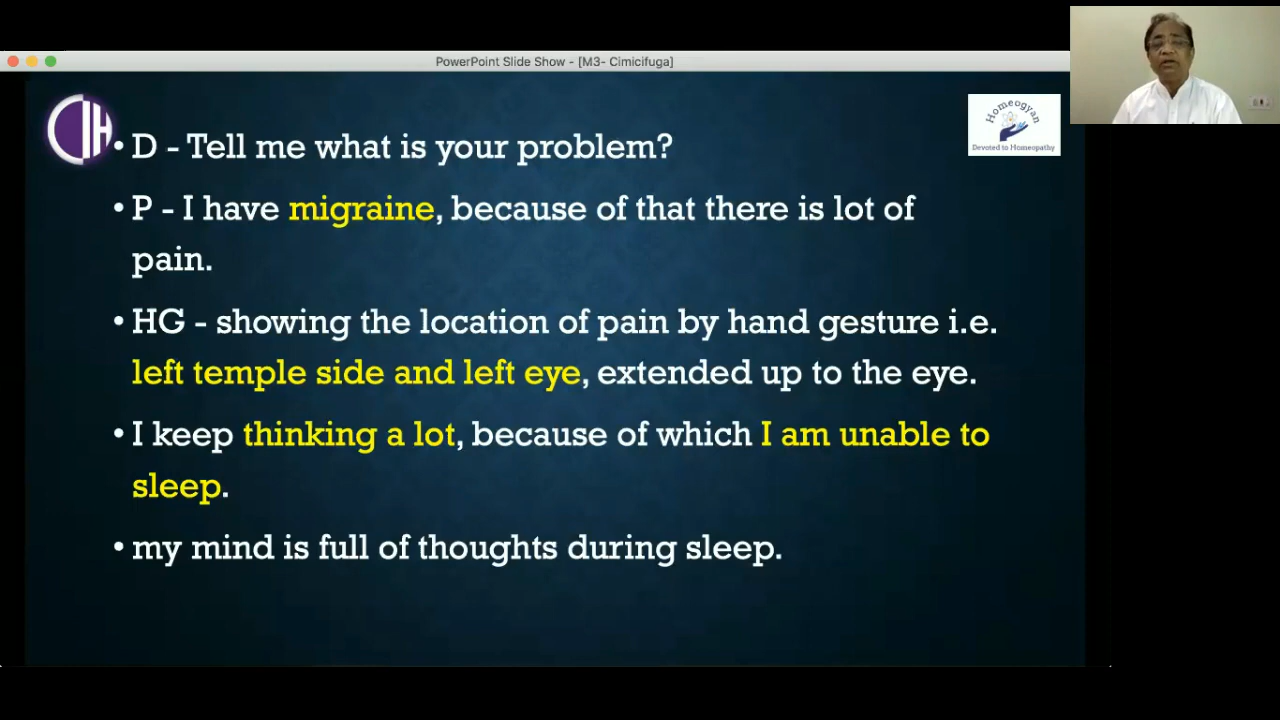 PowerPoint Slide Show - [M3- Cimicifuga]
CIH
Homeogyan
Devoted to Homeopathy
• D - Tell me what is your problem?
• P - I have migraine, because of that there is lot of
pain.
• HG - showing the location of pain by hand gesture i.e.
left temple side and left eye, extended up to the eye.
• I keep thinking a lot, because of which I am unable to
sleep.
• my mind is full of thoughts during sleep.